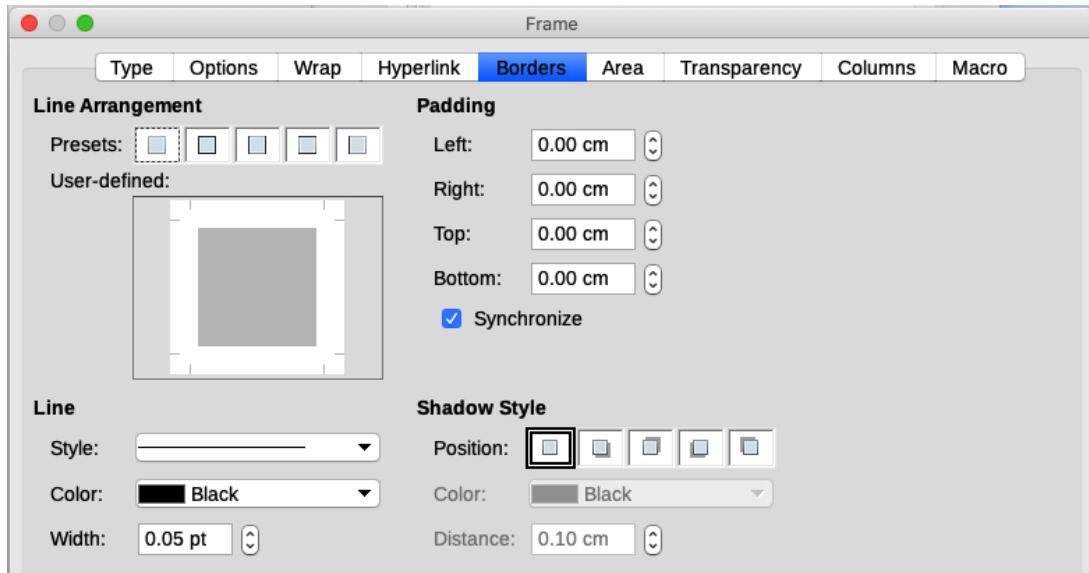 Frame
Type Options Wrap Hyperlink Borders Area Transparency Columns Macro
Line Arrangement
Presets:
User-defined:
Padding
Left: 0.00 cm
Right: 0.00 cm
Top: 0.00 cm
Bottom: 0.00 cm
Synchronize
Line
Style:
Color: Black
Width: 0.05 pt
Shadow Style
Position:
Color: Black
Distance: 0.10 cm